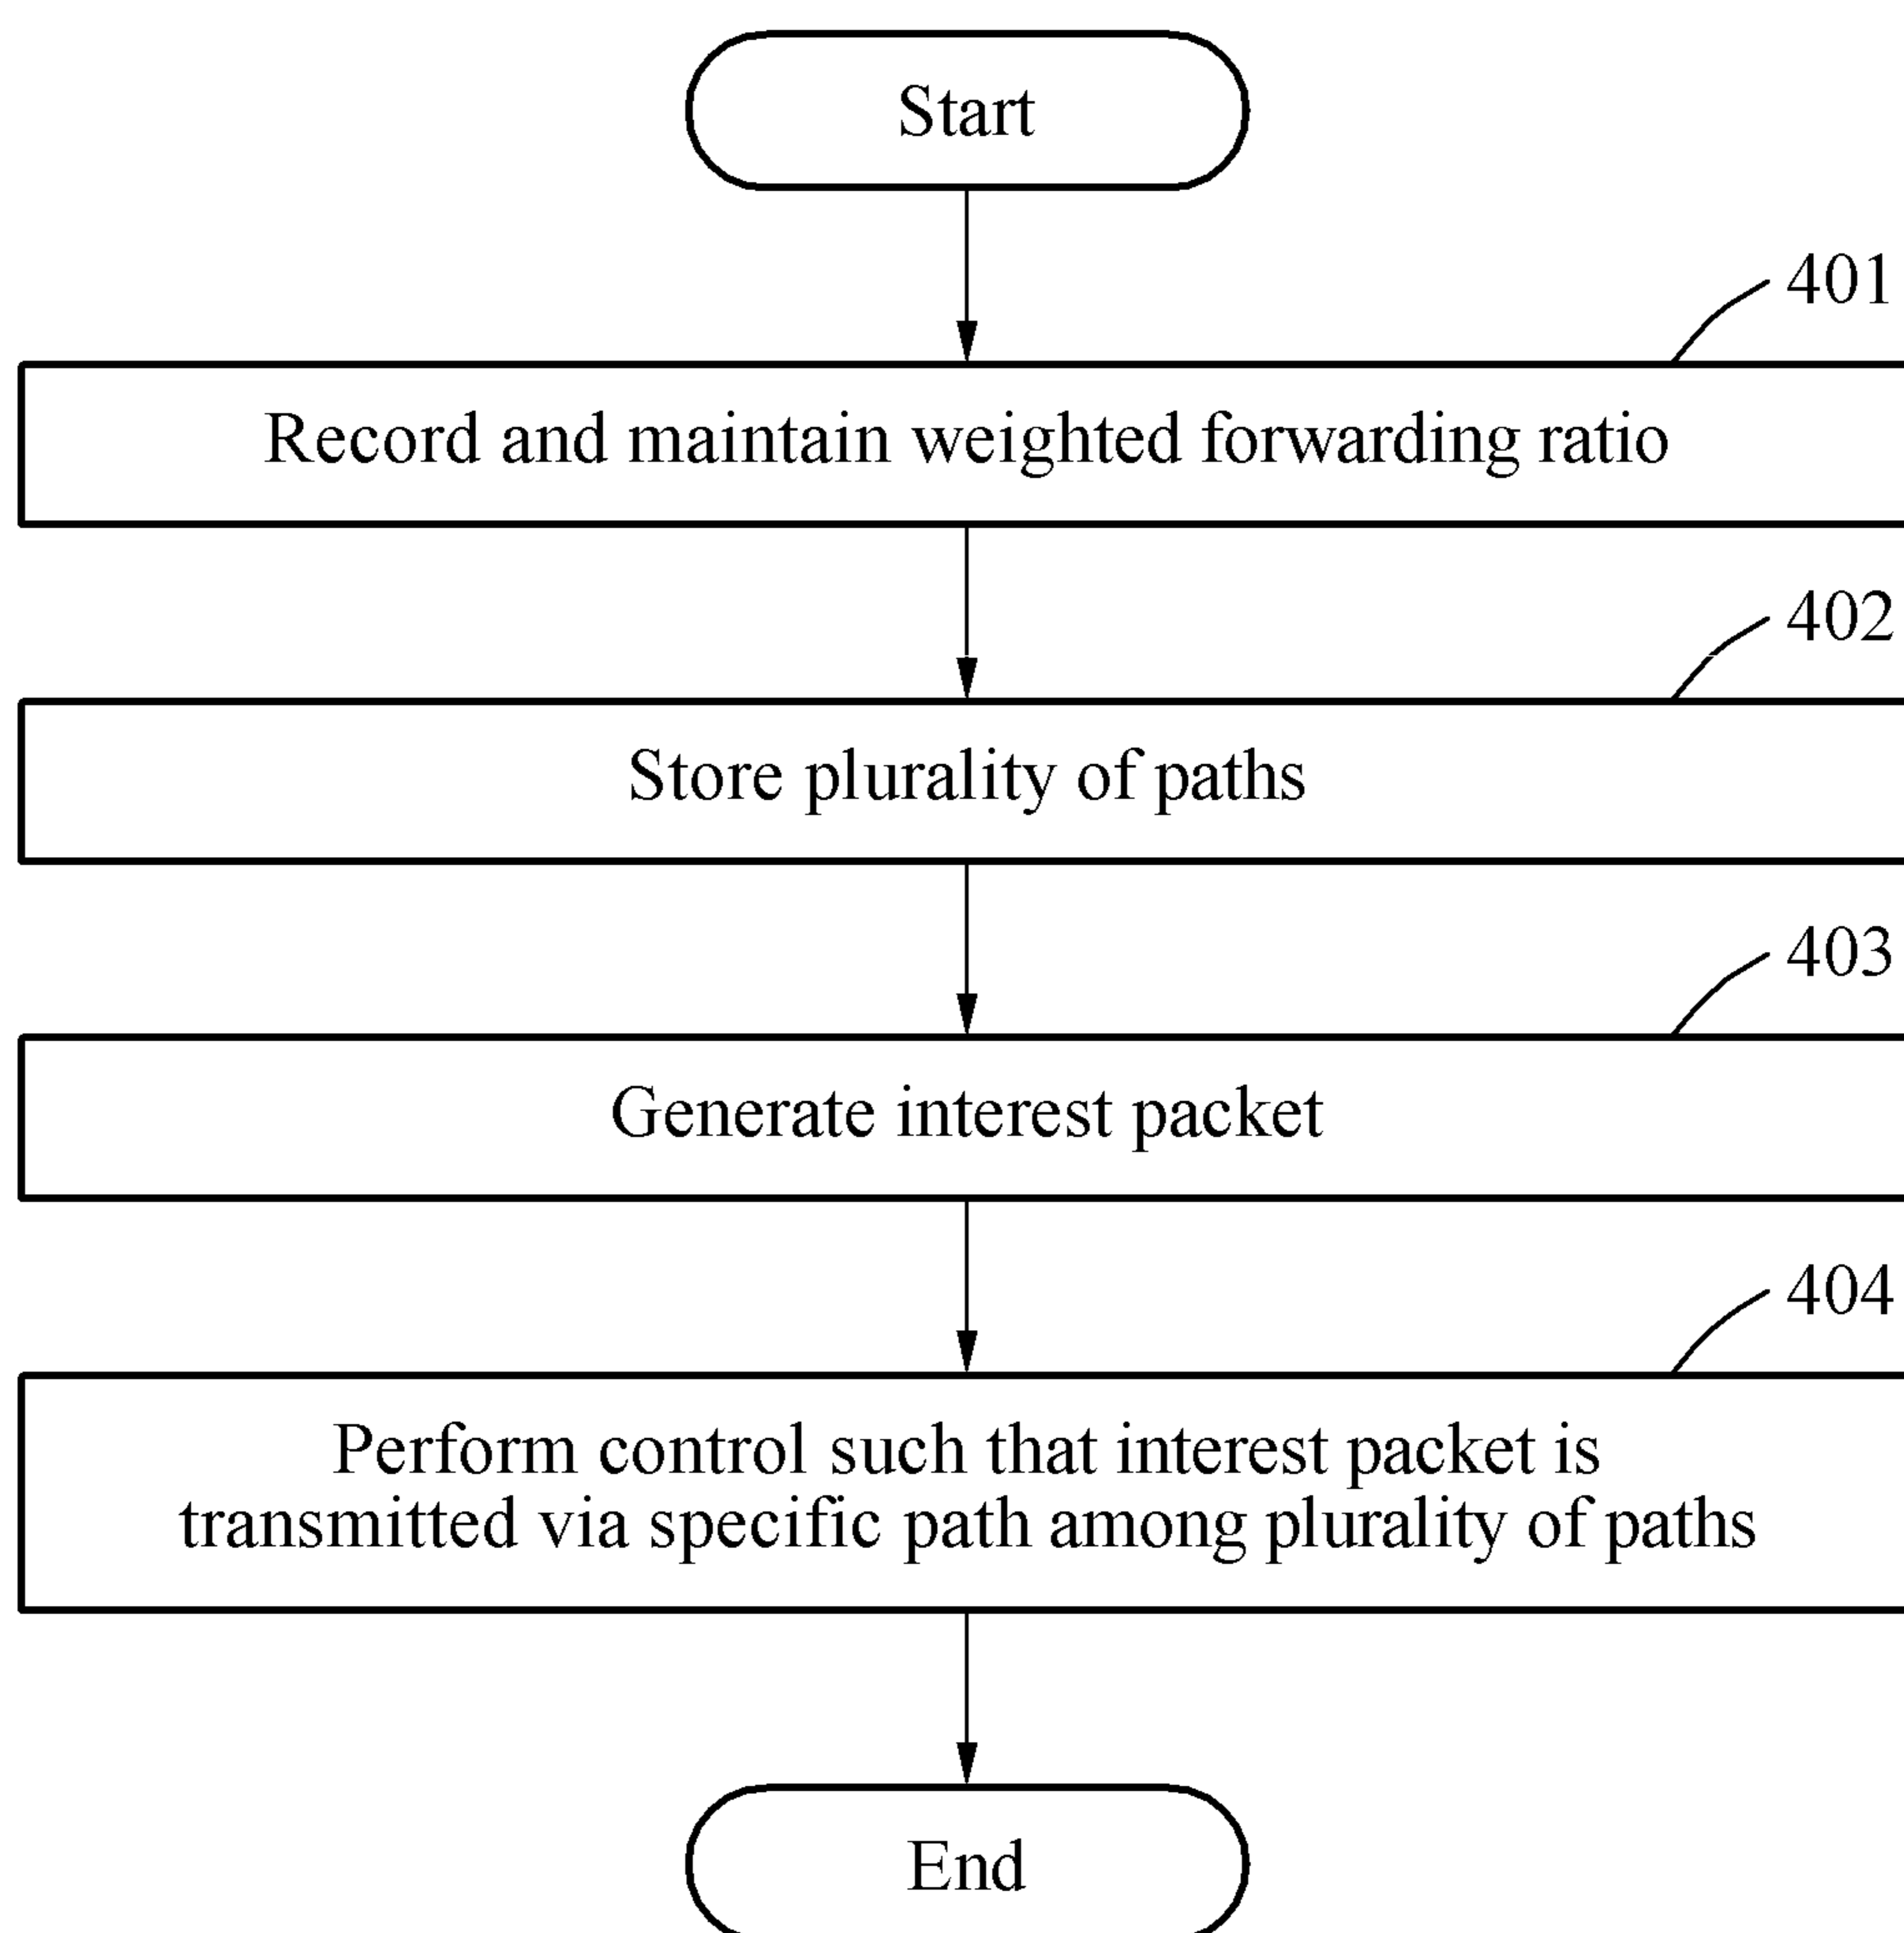 Start
401
Record and maintain weighted forwarding ratio
402
Store plurality of paths
403
Generate interest packet
404
Perform control such that interest packet is
transmitted via specific path among plurality of paths
End